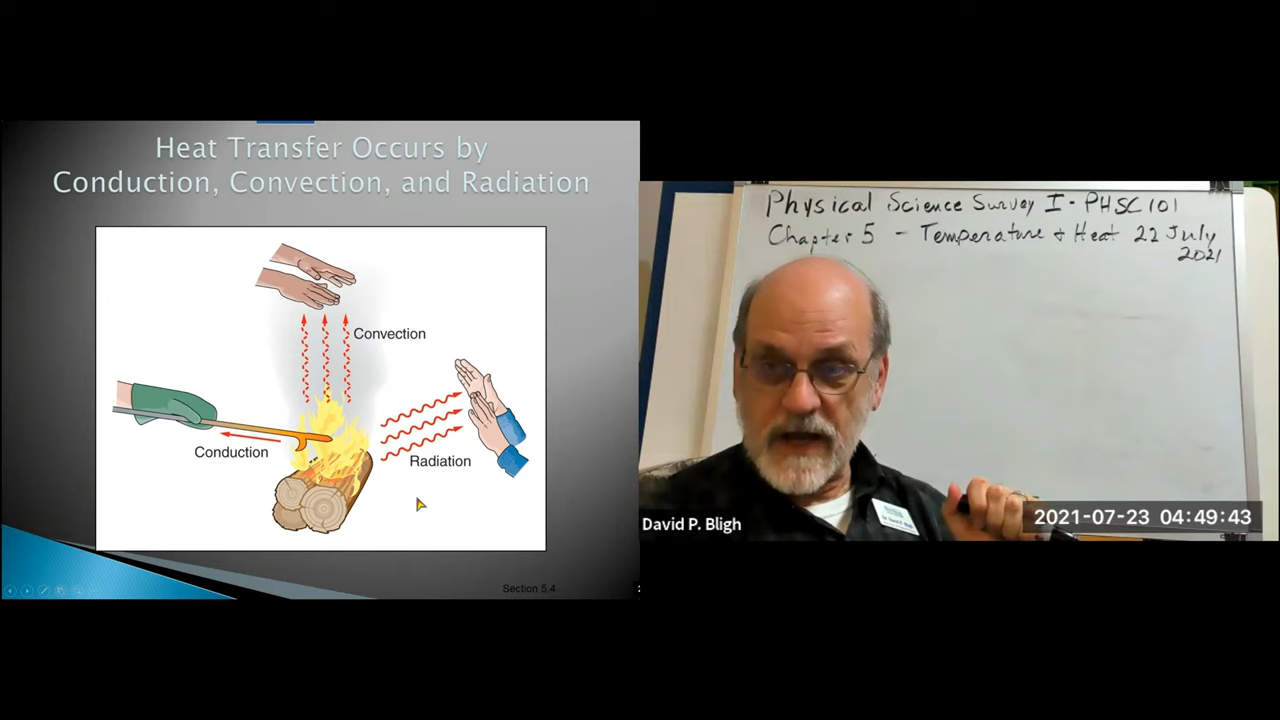 Heat Transfer Occurs by
Conduction, Convection, and Radiation
Convection
Conduction
Radiation
Section 5.4
Physical Science Survey I - PHSC 101
Chapter 5 - Temperature + Heat 22 July
2021
David P. Bligh
2021-07-23 04:49:43